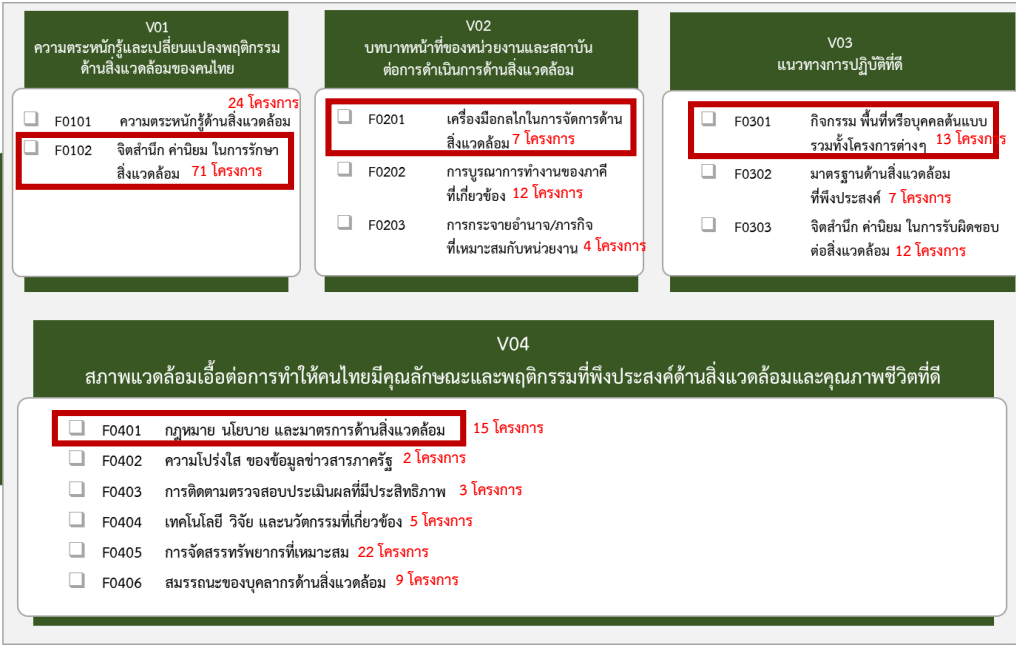 V01
ความตระหนักรู้และเปลี่ยนแปลงพฤติกรรม
ด้านสิ่งแวดล้อมของคนไทย
24 โครงการ
F0101 ความตระหนักรู้ด้านสิ่งแวดล้อม
F0102 จิตสำนึก ค่านิยม ในการรักษา
สิ่งแวดล้อม 71 โครงการ
V02
บทบาทหน้าที่ของหน่วยงานและสถาบัน
ต่อการดำเนินการด้านสิ่งแวดล้อม
F0201 เครื่องมือกลไกในการจัดการด้าน
สิ่งแวดล้อม 7 โครงการ
F0202 การบูรณาการทำงานของภาคี
ที่เกี่ยวข้อง 12 โครงการ
F0203 การกระจายอำนาจ/ภารกิจ
ที่เหมาะสมกับหน่วยงาน 4 โครงการ
V03
แนวทางการปฏิบัติที่ดี
F0301 กิจกรรม พื้นที่หรือบุคคลต้นแบบ
รวมทั้งโครงการต่างๆ 13 โครงการ
F0302 มาตรฐานด้านสิ่งแวดล้อม
ที่พึงประสงค์ 7 โครงการ
F0303 จิตสำนึก ค่านิยม ในการรับผิดชอบ
ต่อสิ่งแวดล้อม 12 โครงการ
V04
สภาพแวดล้อมเอื้อต่อการทำให้คนไทยมีคุณลักษณะและพฤติกรรมที่พึงประสงค์ด้านสิ่งแวดล้อมและคุณภาพชีวิตที่ดี
F0401 กฎหมาย นโยบาย และมาตรการด้านสิ่งแวดล้อม 15 โครงการ
F0402 ความโปร่งใส ของข้อมูลข่าวสารภาครัฐ 2 โครงการ
F0403 การติดตามตรวจสอบประเมินผลที่มีประสิทธิภาพ 3 โครงการ
F0404 เทคโนโลยี วิจัย และนวัตกรรมที่เกี่ยวข้อง 5 โครงการ
F0405 การจัดสรรทรัพยากรที่เหมาะสม 22 โครงการ
F0406 สมรรถนะของบุคลากรด้านสิ่งแวดล้อม 9 โครงการ